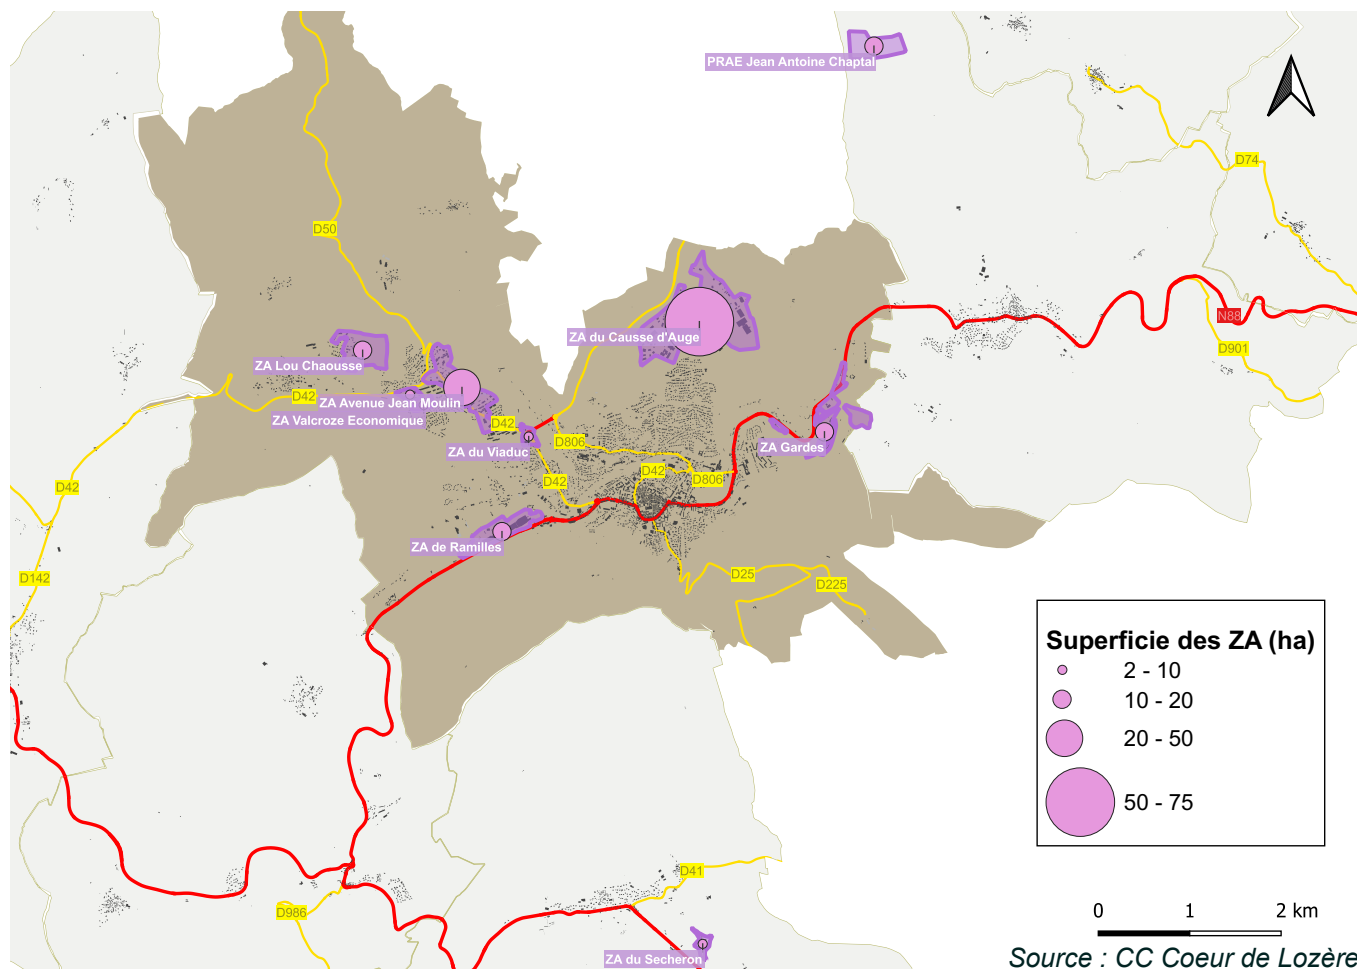 PRAE Jean Antoine Chaptal
D74
D50
N88
ZA du Causse d'Auge
D901
ZA Lou Chaousse
D42
ZA Avenue Jean Moulin
ZA Valcroze Economique
D42
D806
ZA du Viaduc
ZA Gardes
D42
D42
D806
D42
ZA de Ramilles
D142
D25
D225
Superficie des ZA (ha)
2 - 10
10 - 20
20 - 50
50 - 75
D41
D986
0 1 2 km
ZA du Secheron
Source : CC Coeur de Lozère